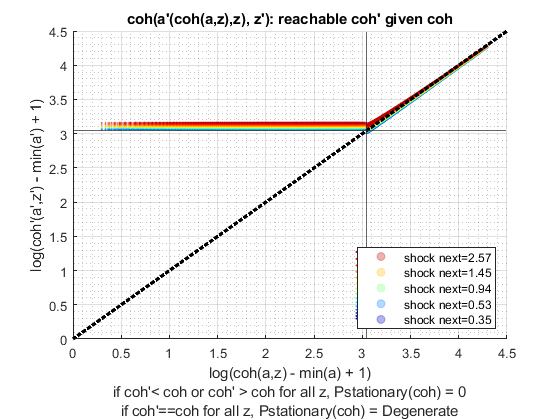 coh(a'(coh(a,z),z), z'): reachable coh' given coh
log(coh'(a',z') - min(a') + 1)
4.5
4
3.5
3
2.5
2
1.5
1
0.5
0
shock next=2.57
shock next=1.45
shock next=0.94
shock next=0.53
shock next=0.35
0 0.5 1 1.5 2 2.5 3 3.5 4 4.5
log(coh(a,z) - min(a) + 1)
if coh'< coh or coh' > coh for all z, Pstationary(coh) = 0
if coh'==coh for all z, Pstationary(coh) = Degenerate